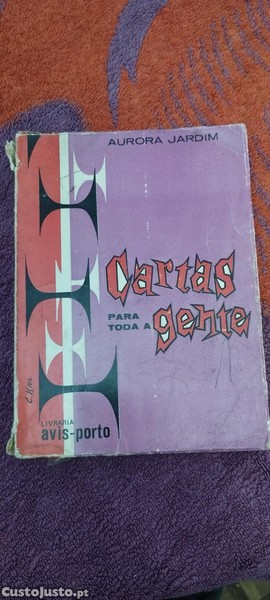 AURORA JARDIM
Cartas
PARA
TODA A
gente
LIVRARIA
avis-porto
CustoJusto.pt